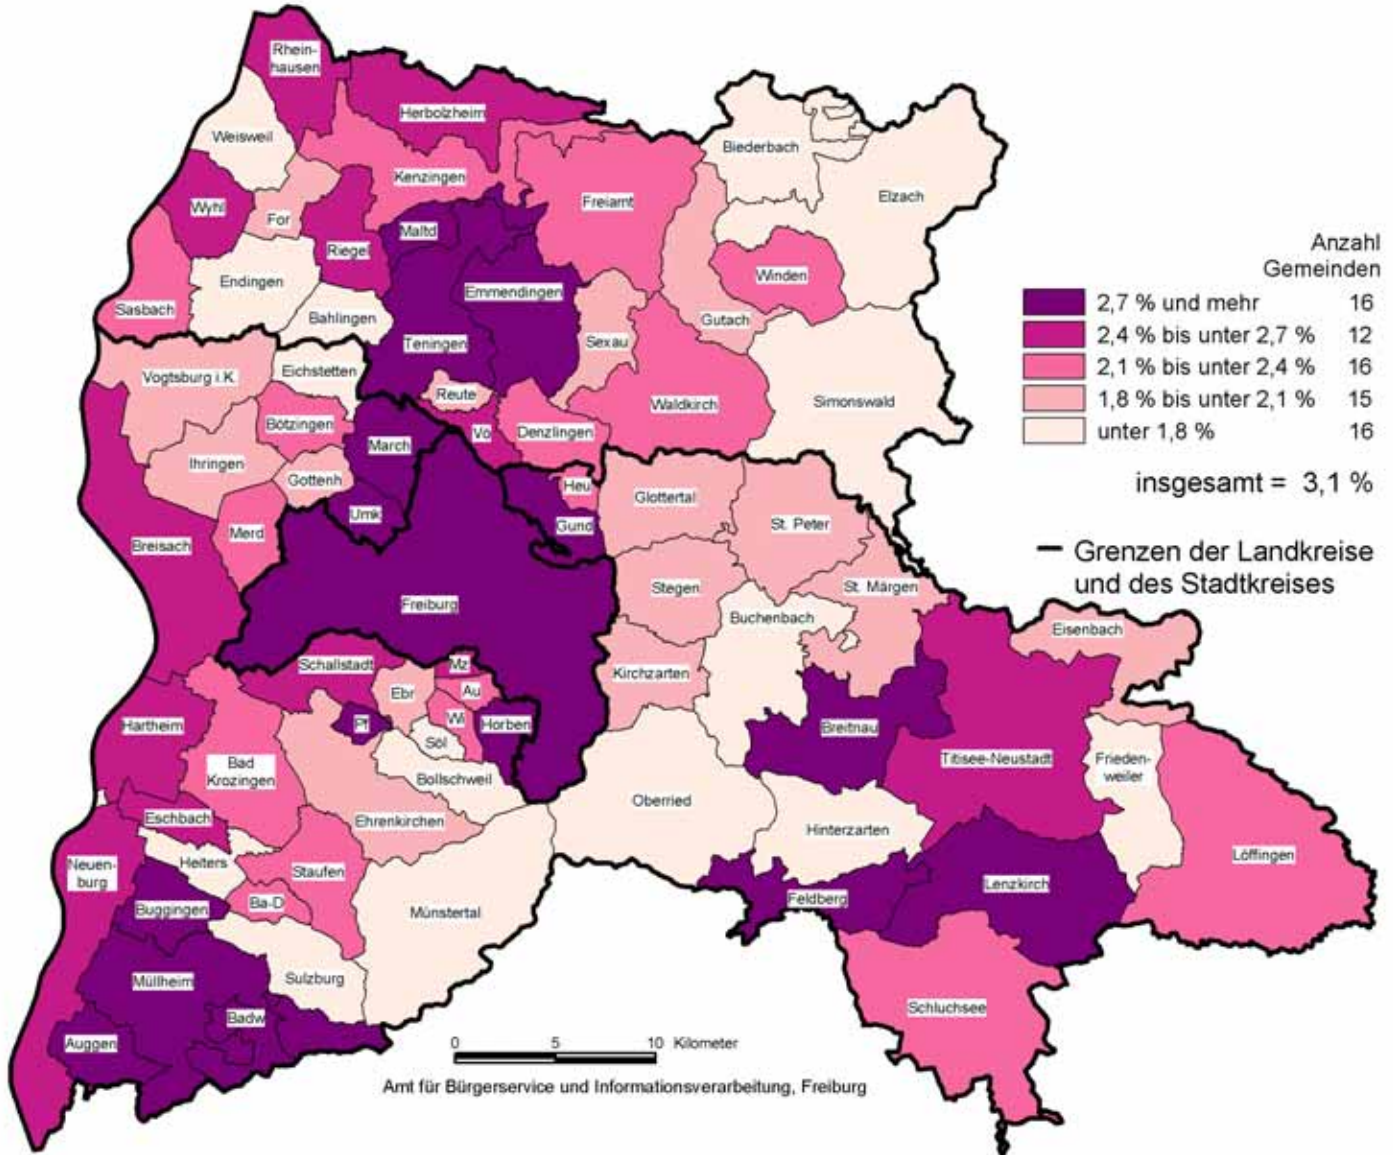 Rhein-
hausen
Herbolzheim
Weisweil
Biederbach
Kenzingen
Elzach
Freiamt
Wyhl
For
Maltd
Riegel
Winden
Endingen
Emmendingen
Sasbach
Bahlingen
Gutach
Teningen
Sexau
Eichstetten
Vogtsburg i.K.
Reute
Simonswald
Waldkirch
Bötzingen
Vö
Denzlingen
March
Ihringen
Gottenh
Heu
Glottertal
Umk
Gund
St. Peter
Merd
Breisach
Stegen
St. Märgen
Freiburg
Buchenbach
Eisenbach
Schallstadt
Mz
Kirchzarten
Ebr
Au
Hartheim
Pf
Wi
Horben
Breitnau
Söl
Titisee-Neustadt
Frieden-
weiler
Bad
Krozingen
Bollschweil
Oberried
Eschbach
Ehrenkirchen
Hinterzarten
Heiters
Löffingen
Neuen-
burg
Staufen
Lenzkirch
Ba-D
Feldberg
Buggingen
Münstertal
Müllheim
Sulzburg
Schluchsee
Badw
Auggen
Anzahl
Gemeinden
2,7 % und mehr 16
2,4 % bis unter 2,7 % 12
2,1 % bis unter 2,4 % 16
1,8 % bis unter 2,1 % 15
unter 1,8 % 16
insgesamt = 3,1 %
Grenzen der Landkreise
und des Stadtkreises
0 5 10 Kilometer
Amt für Bürgerservice und Informationsverarbeitung, Freiburg